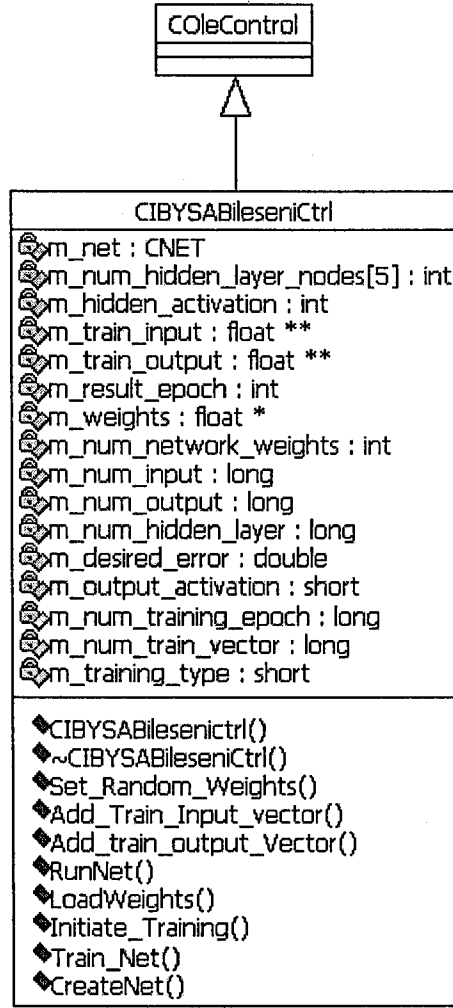 COleControl
CIBYSABileseniCtrl
m_net : CNET
m_num_hidden_layer_nodes[5] : int
m_hidden_activation : int
m_train_input : float **
m_train_output : float **
m_result_epoch : int
m_weights : float *
m_num_network_weights : int
m_num_input : long
m_num_output : long
m_num_hidden_layer : long
m_desired_error : double
m_output_activation : short
m_num_training_epoch : long
m_num_train_vector : long
m_training_type : short
CIBYSABilesenictrl()
~CIBYSABileseniCtrl()
Set_Random_Weights()
Add_Train_Input_vector()
Add_train_output_Vector()
RunNet()
LoadWeights()
Initiate_Training()
Train_Net()
CreateNet()